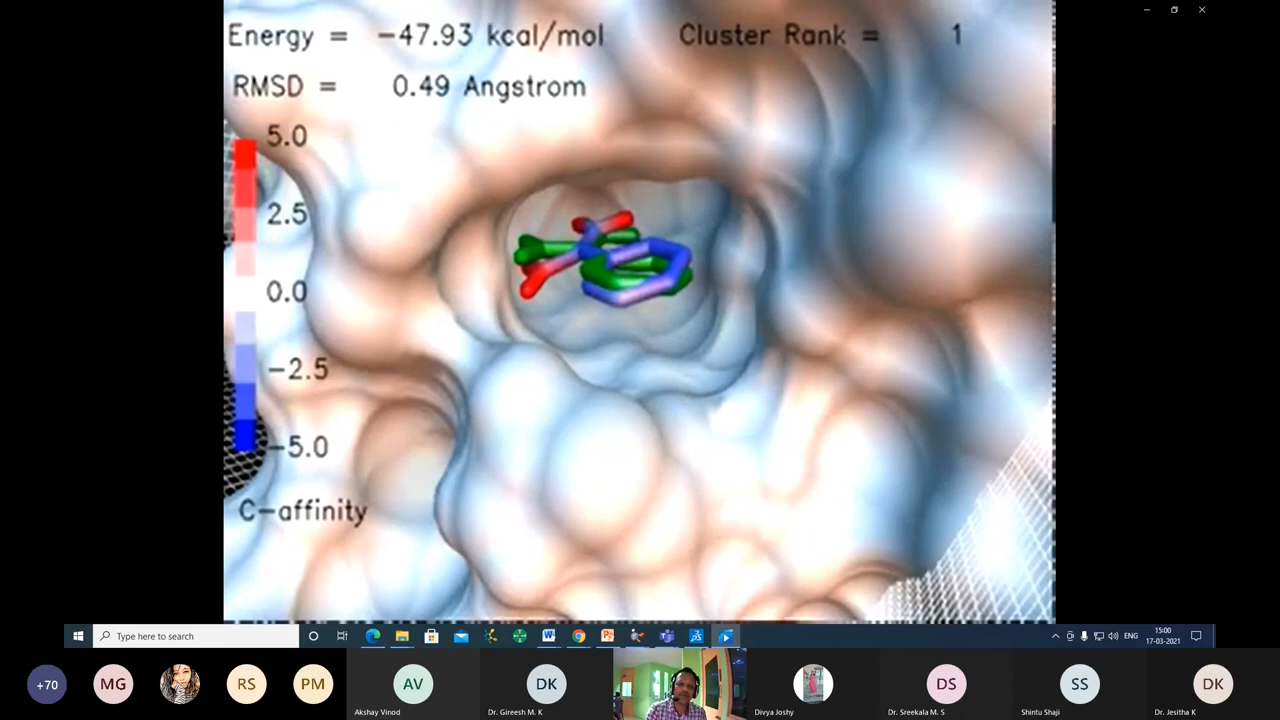 Energy = −47.93 kcal/mol Cluster Rank = 1
RMSD = 0.49 Angstrom
5.0
2.5
0.0
−2.5
−5.0
C−affinity
Type here to search
ENG
15:00
17-03-2021
+70
MG
RS
PM
AV
DK
DS
SS
DK
Akshay Vinod
Dr. Gireesh M. K
Divya Joshy
Dr. Sreekala M. S
Shintu Shaji
Dr. Jesitha K